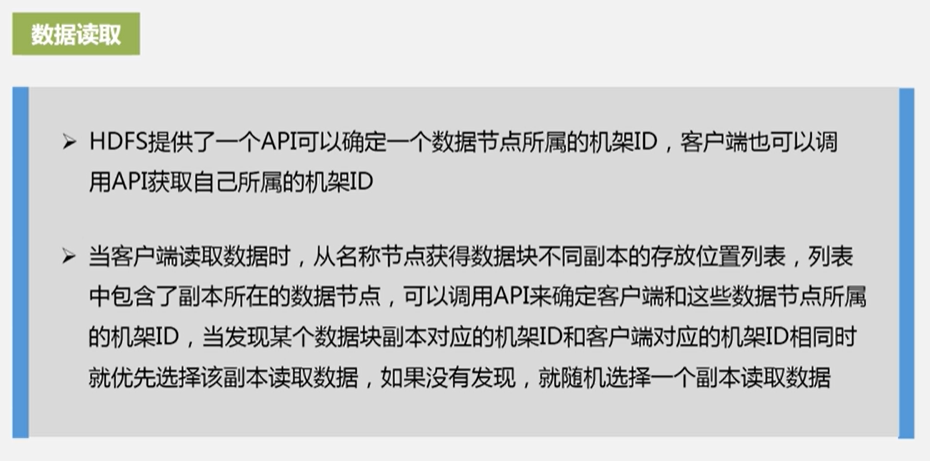 数据读取
➢ HDFS提供了一个API可以确定一个数据节点所属的机架ID，客户端也可以调
用API获取自己所属的机架ID
➢ 当客户端读取数据时，从名称节点获得数据块不同副本的存放位置列表，列表
中包含了副本所在的数据节点，可以调用API来确定客户端和这些数据节点所属
的机架ID，当发现某个数据块副本对应的机架ID和客户端对应的机架ID相同时
就优先选择该副本读取数据，如果没有发现，就随机选择一个副本读取数据